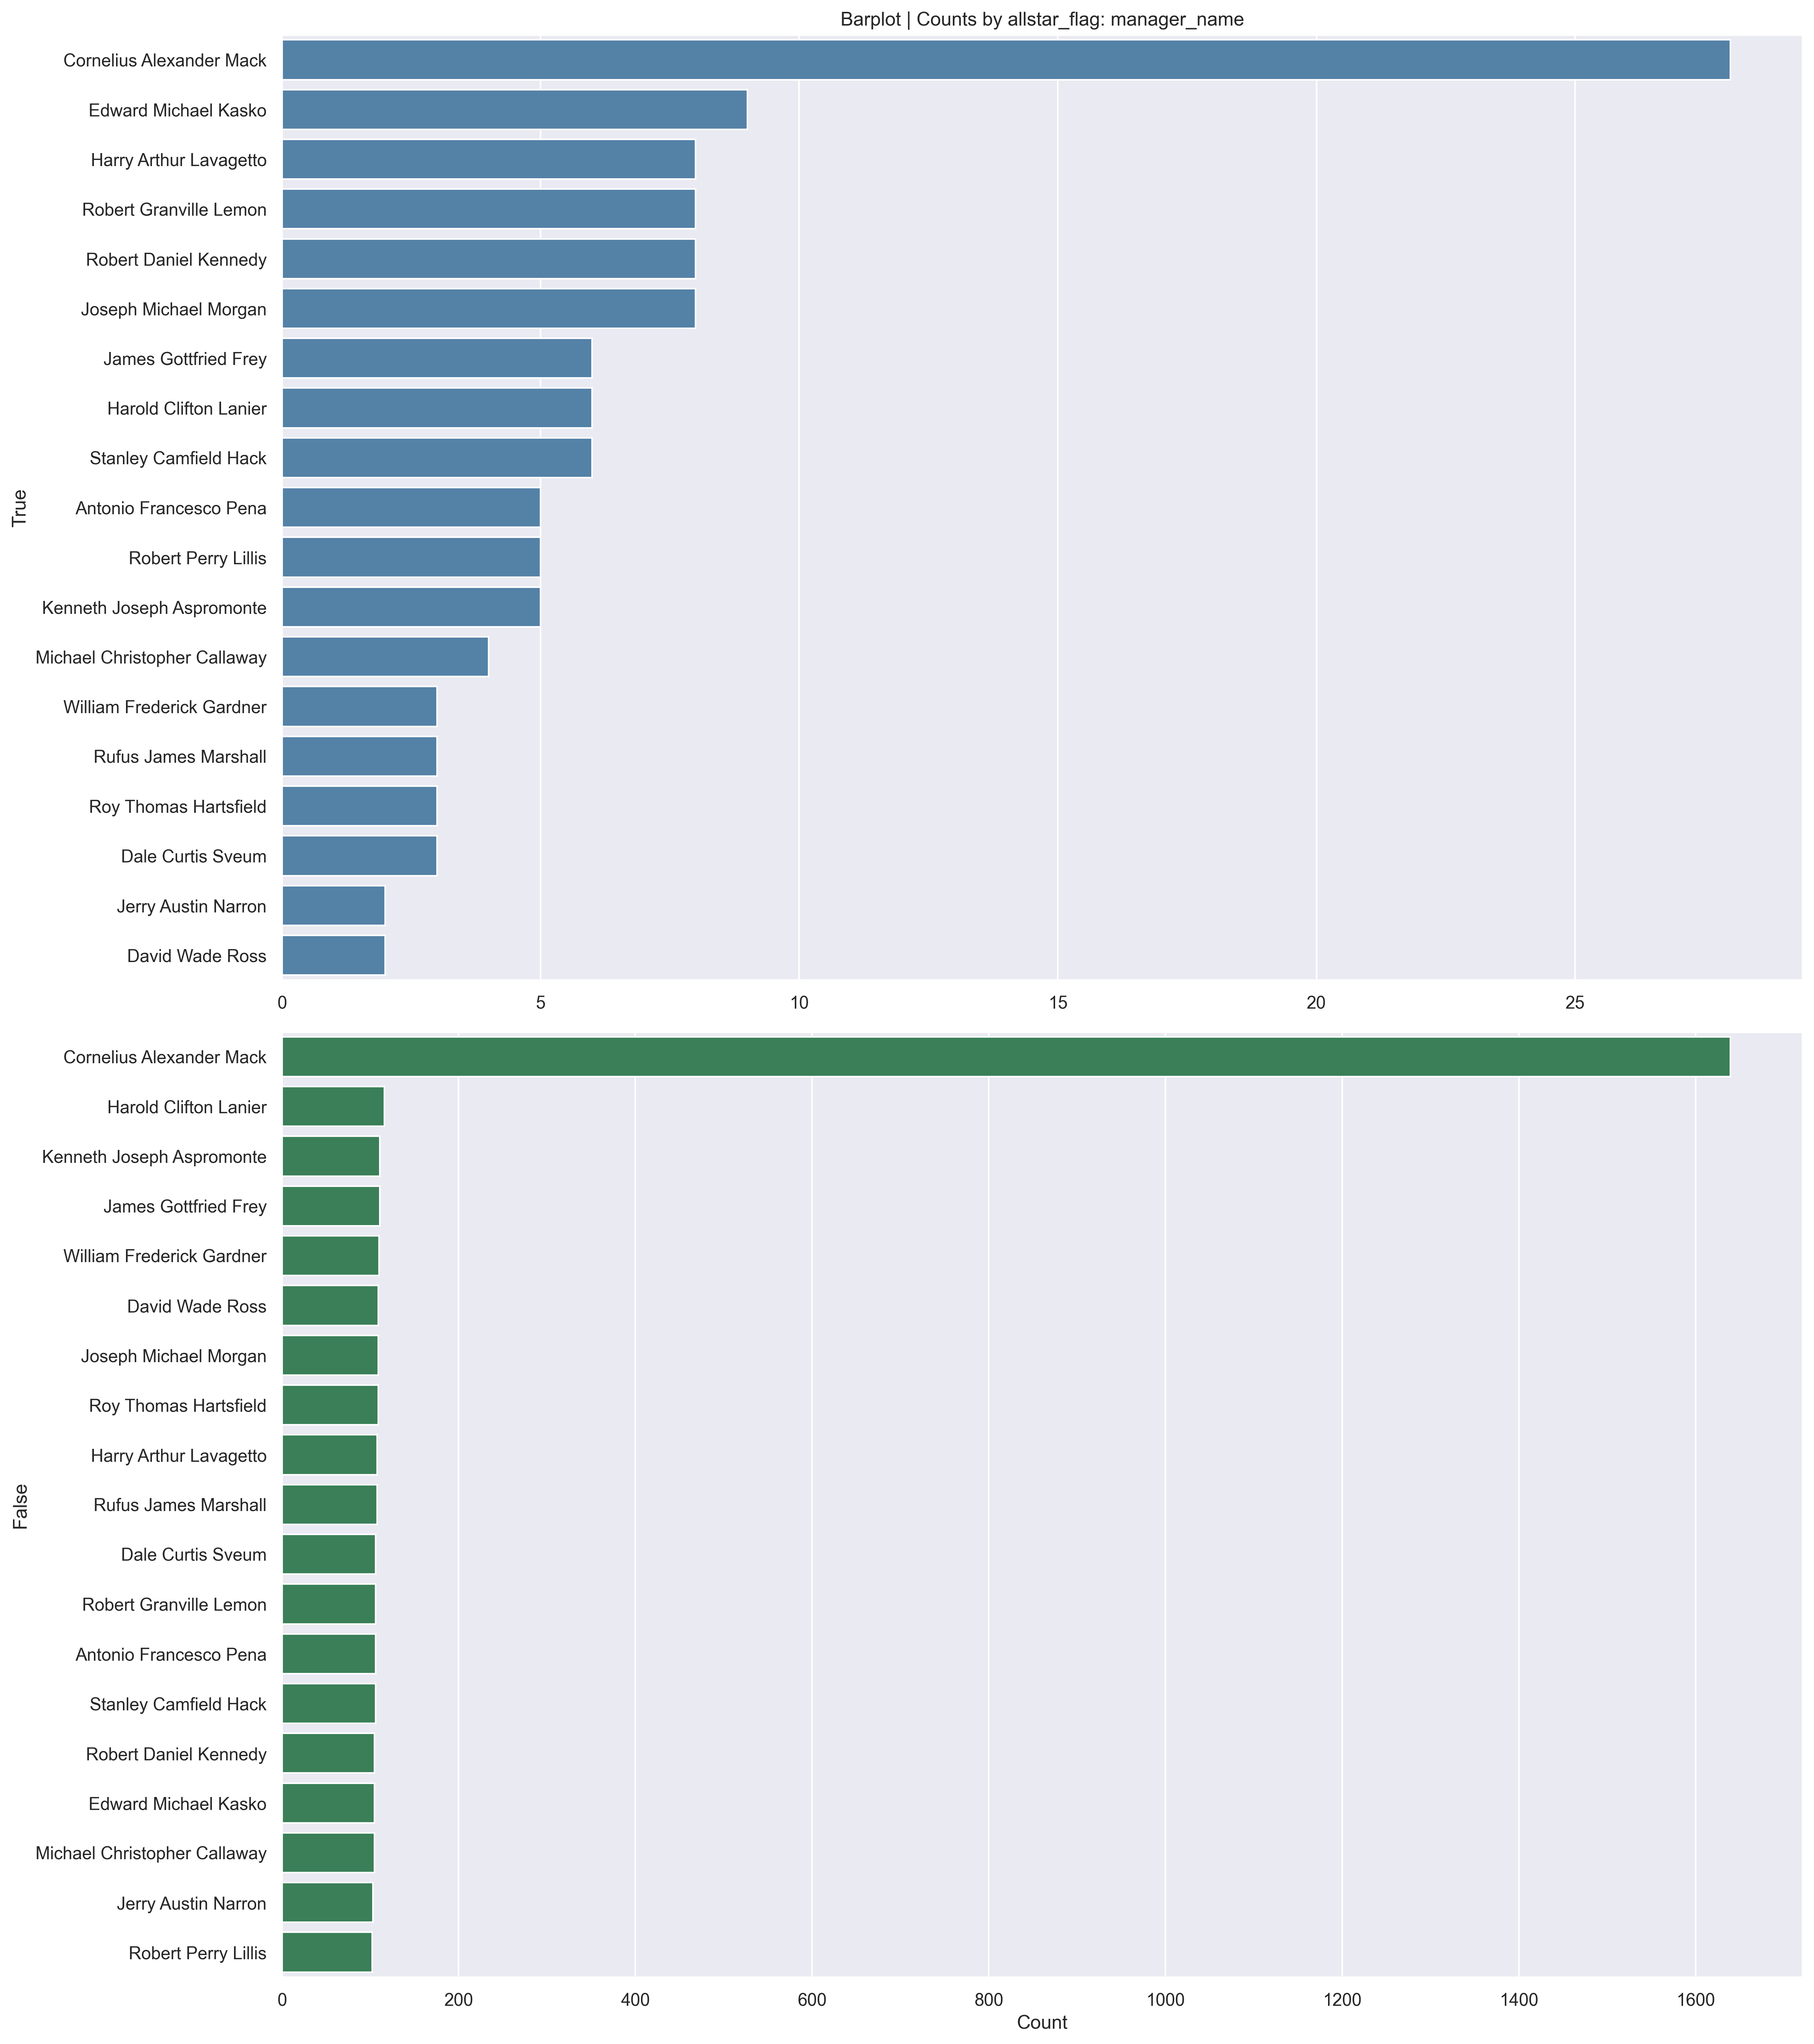 Barplot | Counts by allstar_flag: manager_name
Cornelius Alexander Mack
Edward Michael Kasko
Harry Arthur Lavagetto
Robert Granville Lemon
Robert Daniel Kennedy
Joseph Michael Morgan
James Gottfried Frey
Harold Clifton Lanier
Stanley Camfield Hack
Antonio Francesco Pena
Robert Perry Lillis
Kenneth Joseph Aspromonte
Michael Christopher Callaway
William Frederick Gardner
Rufus James Marshall
Roy Thomas Hartsfield
Dale Curtis Sveum
Jerry Austin Narron
David Wade Ross
True
0 5 10 15 20 25
Cornelius Alexander Mack
Harold Clifton Lanier
Kenneth Joseph Aspromonte
James Gottfried Frey
William Frederick Gardner
David Wade Ross
Joseph Michael Morgan
Roy Thomas Hartsfield
Harry Arthur Lavagetto
Rufus James Marshall
Dale Curtis Sveum
Robert Granville Lemon
Antonio Francesco Pena
Stanley Camfield Hack
Robert Daniel Kennedy
Edward Michael Kasko
Michael Christopher Callaway
Jerry Austin Narron
Robert Perry Lillis
False
0 200 400 600 800 1000 1200 1400 1600
Count